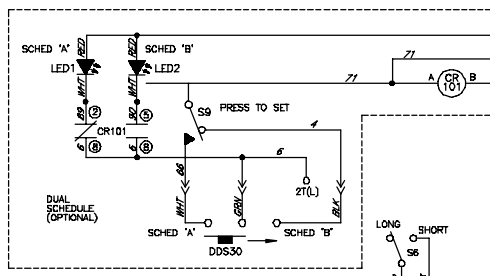 71
SCHED "A" RED RED SCHED "B"
LED1 LED2
WHT WHT
71 A CR 101 B
S9 PRESS TO SET
89 2 90 5
CR101
4
6 8 6 8
66 6
2T(L)
WHT GRN BLK
DUAL
SCHEDULE
(OPTIONAL)
SCHED "A" SCHED "B"
DDS30
LONG SHORT
S6